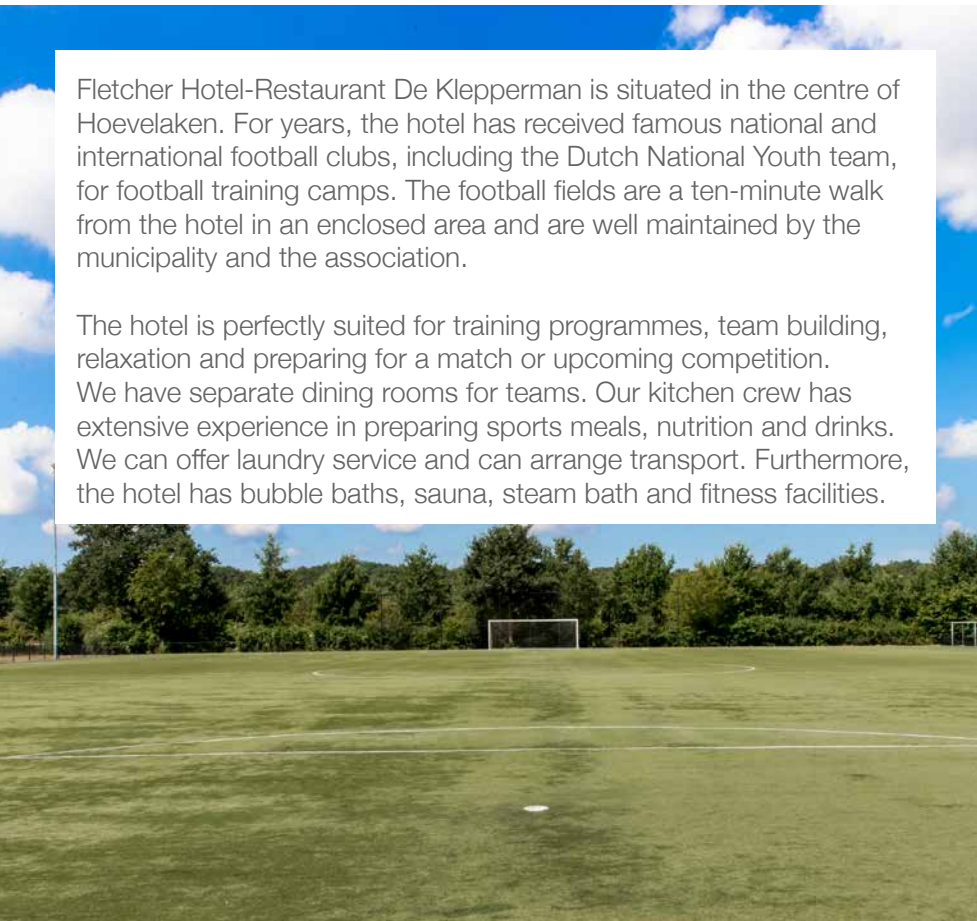 Fletcher Hotel-Restaurant De Klepperman is situated in the centre of
Hoevelaken. For years, the hotel has received famous national and
international football clubs, including the Dutch National Youth team,
for football training camps. The football fields are a ten-minute walk
from the hotel in an enclosed area and are well maintained by the
municipality and the association.
The hotel is perfectly suited for training programmes, team building,
relaxation and preparing for a match or upcoming competition.
We have separate dining rooms for teams. Our kitchen crew has
extensive experience in preparing sports meals, nutrition and drinks.
We can offer laundry service and can arrange transport. Furthermore,
the hotel has bubble baths, sauna, steam bath and fitness facilities.